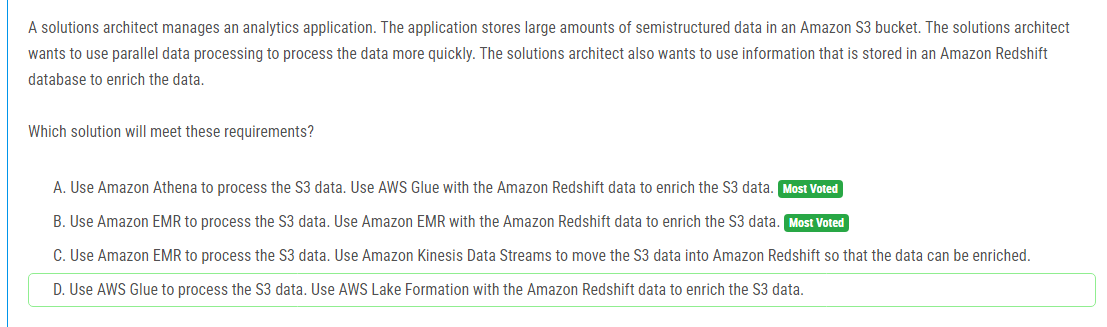 A solutions architect manages an analytics application. The application stores large amounts of semistructured data in an Amazon S3 bucket. The solutions architect
wants to use parallel data processing to process the data more quickly. The solutions architect also wants to use information that is stored in an Amazon Redshift
database to enrich the data.
Which solution will meet these requirements?
A. Use Amazon Athena to process the S3 data. Use AWS Glue with the Amazon Redshift data to enrich the S3 data. Most Voted
B. Use Amazon EMR to process the S3 data. Use Amazon EMR with the Amazon Redshift data to enrich the S3 data. Most Voted
C. Use Amazon EMR to process the S3 data. Use Amazon Kinesis Data Streams to move the S3 data into Amazon Redshift so that the data can be enriched.
D. Use AWS Glue to process the S3 data. Use AWS Lake Formation with the Amazon Redshift data to enrich the S3 data.